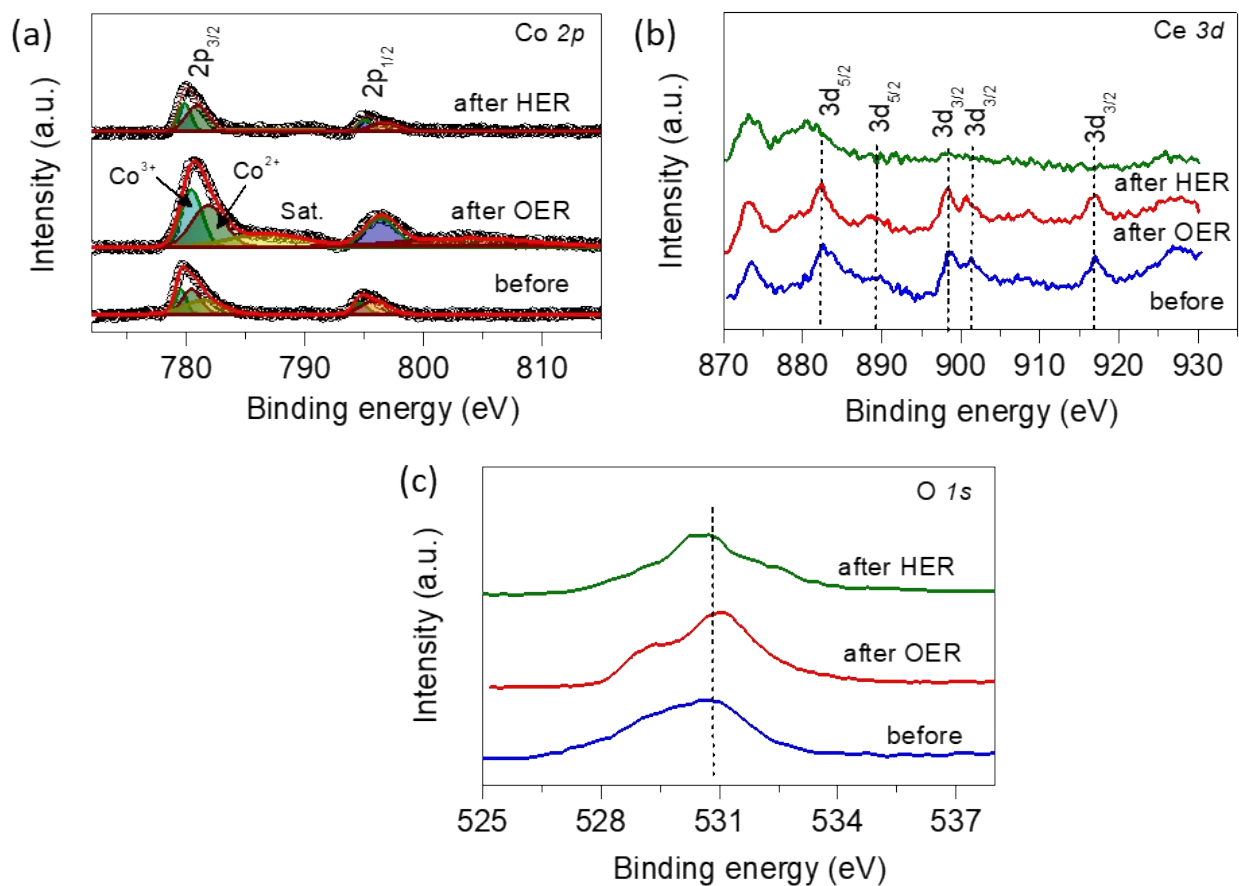 (a)
Co 2p
2p3/2
2p1/2
after HER
Co3+
Co2+
Sat.
after OER
before
Intensity (a.u.)
780
790
800
810
Binding energy (eV)
(b)
Ce 3d
3d5/2
3d5/2
3d3/2
3d3/2
3d3/2
after HER
after OER
before
Intensity (a.u.)
870
880
890
900
910
920
930
Binding energy (eV)
(c)
O 1s
after HER
after OER
before
Intensity (a.u.)
525
528
531
534
537
Binding energy (eV)